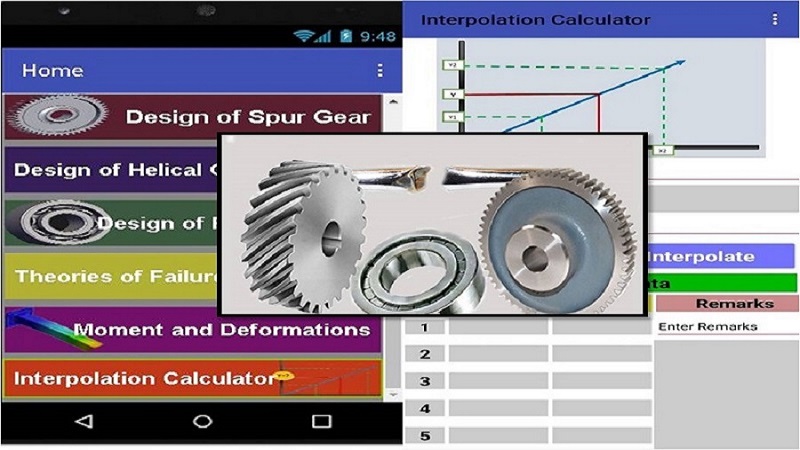 9:48
Home
Design of Spur Gear
Design of Helical
Design of
Theories of Failure
Moment and Deformations
Interpolation Calculator
Interpolation Calculator
Y2
Y
Y1
X2
Interpolate
Remarks
1
Enter Remarks
2
3
4
5